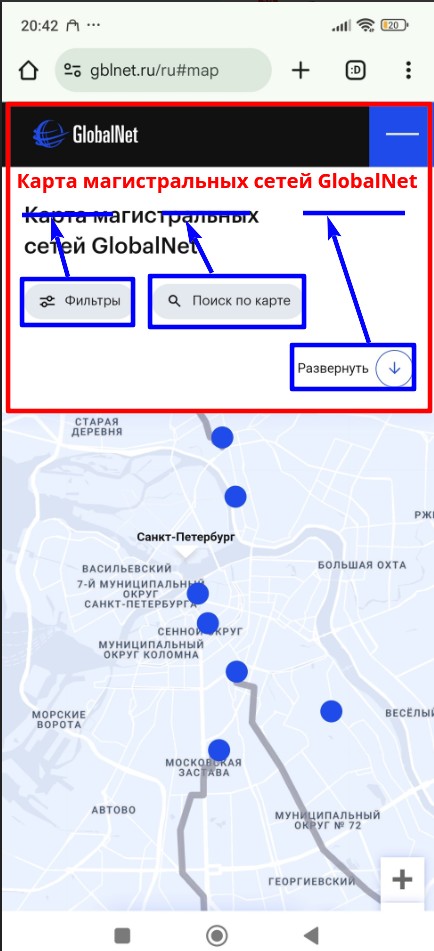 20:42
20
gblnet.ru/ru#map
:D
GlobalNet
Карта магистральных сетей GlobalNet
Карта магистральных
сетей GlobalNet
Фильтры
Поиск по карте
Развернуть
СТАРАЯ
ДЕРЕВНЯ
РЖ
Санкт-Петербург
БОЛЬШАЯ ОХТА
ВАСИЛЬЕВСКИЙ
7-Й МУНИЦИПАЛЬНЫЙ
ОКРУГ
САНКТ-ПЕТЕРБУРГА
СЕННОЙ ОКРУГ
МУНИЦИПАЛЬНЫЙ
ОКРУГ КОЛОМНА
МОРСКИЕ
ВОРОТА
ВЕСЁЛЫЙ
МОСКОВСКАЯ
ЗАСТАВА
АВТОВО
МУНИЦИПАЛЬНЫЙ
ОКРУГ № 72
ГЕОРГИЕВСКИЙ
+